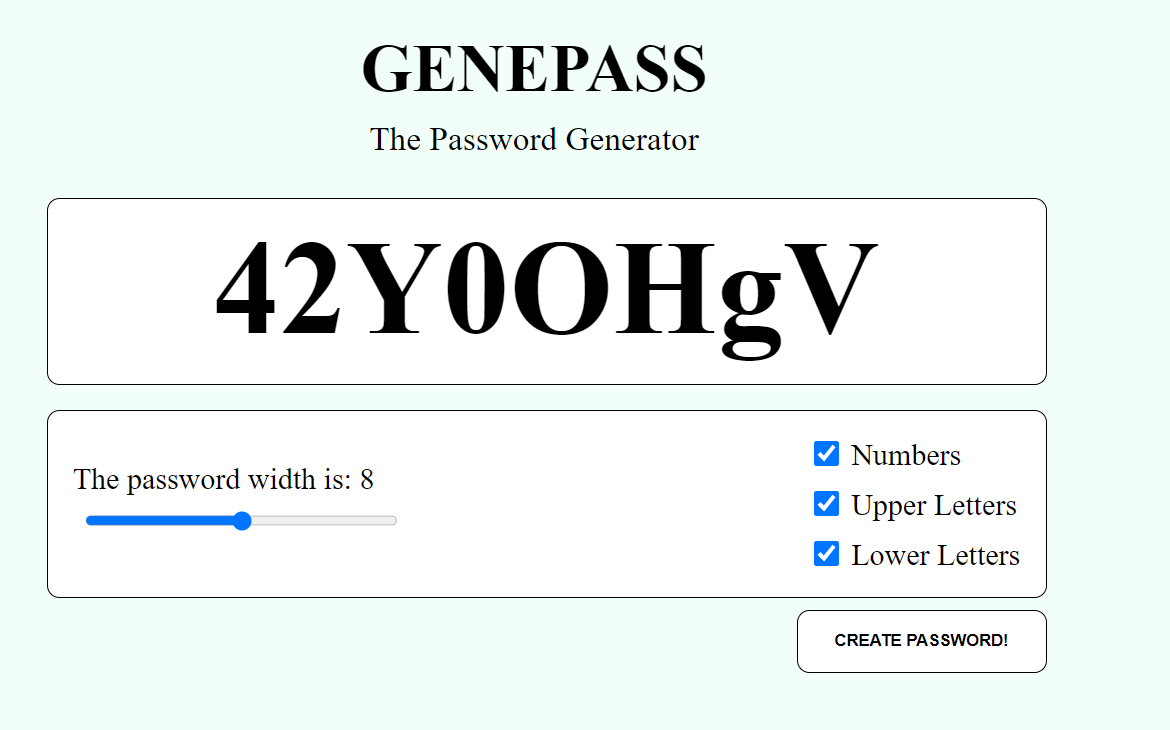 GENEPASS
The Password Generator
42Y0OHgV
The password width is: 8
Numbers
Upper Letters
Lower Letters
CREATE PASSWORD!